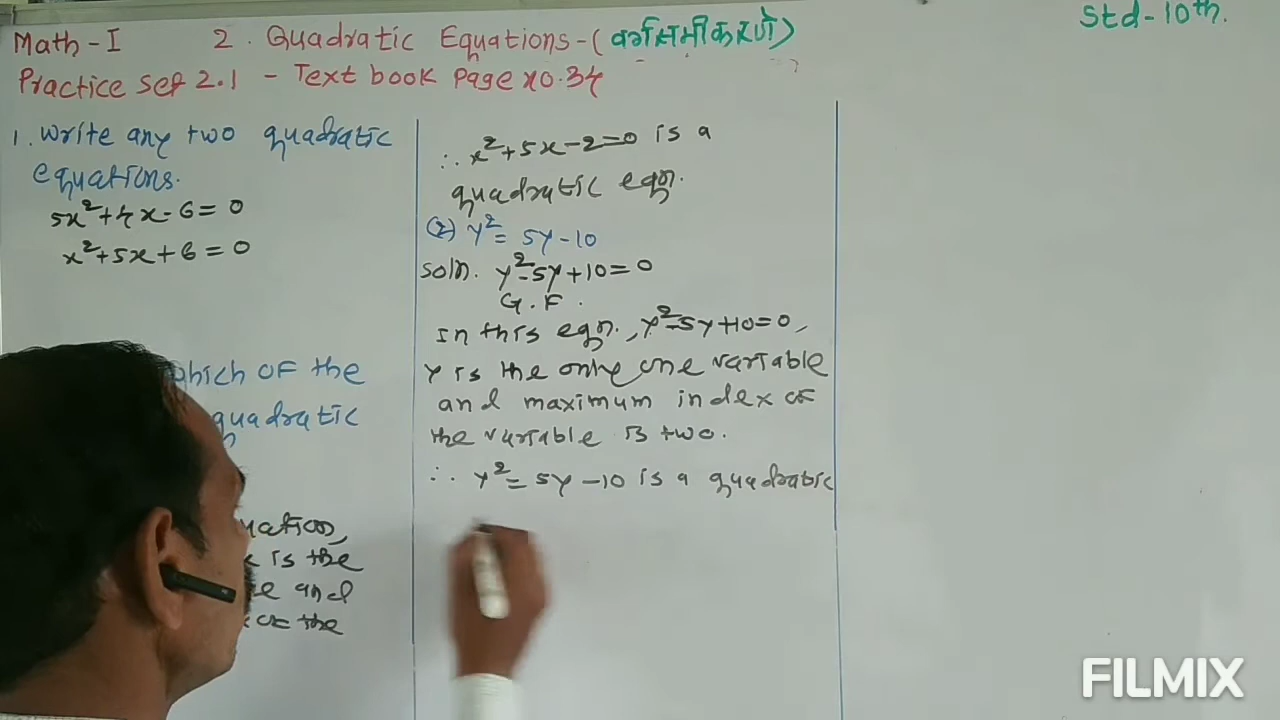 Std-10th.
Math-I 2. Quadratic Equations-(वर्गसमीकरणे)
Practice Set 2.1 - Text book Page no.34
1. Write any two quadratic
equations.
5x²+4x-6=0
x²+5x+6=0
which of the
quadratic
is the
and
the
∴ x²+5x-2=0 is a
quadratic eqn.
(2) y²= 5y-10
soln. y²-5y+10=0
G.F.
In this eqn., y²-5y+10=0,
y is the only one variable
and maximum index of
the variable is two.
∴ y²= 5y-10 is a quadratic
FILMIX